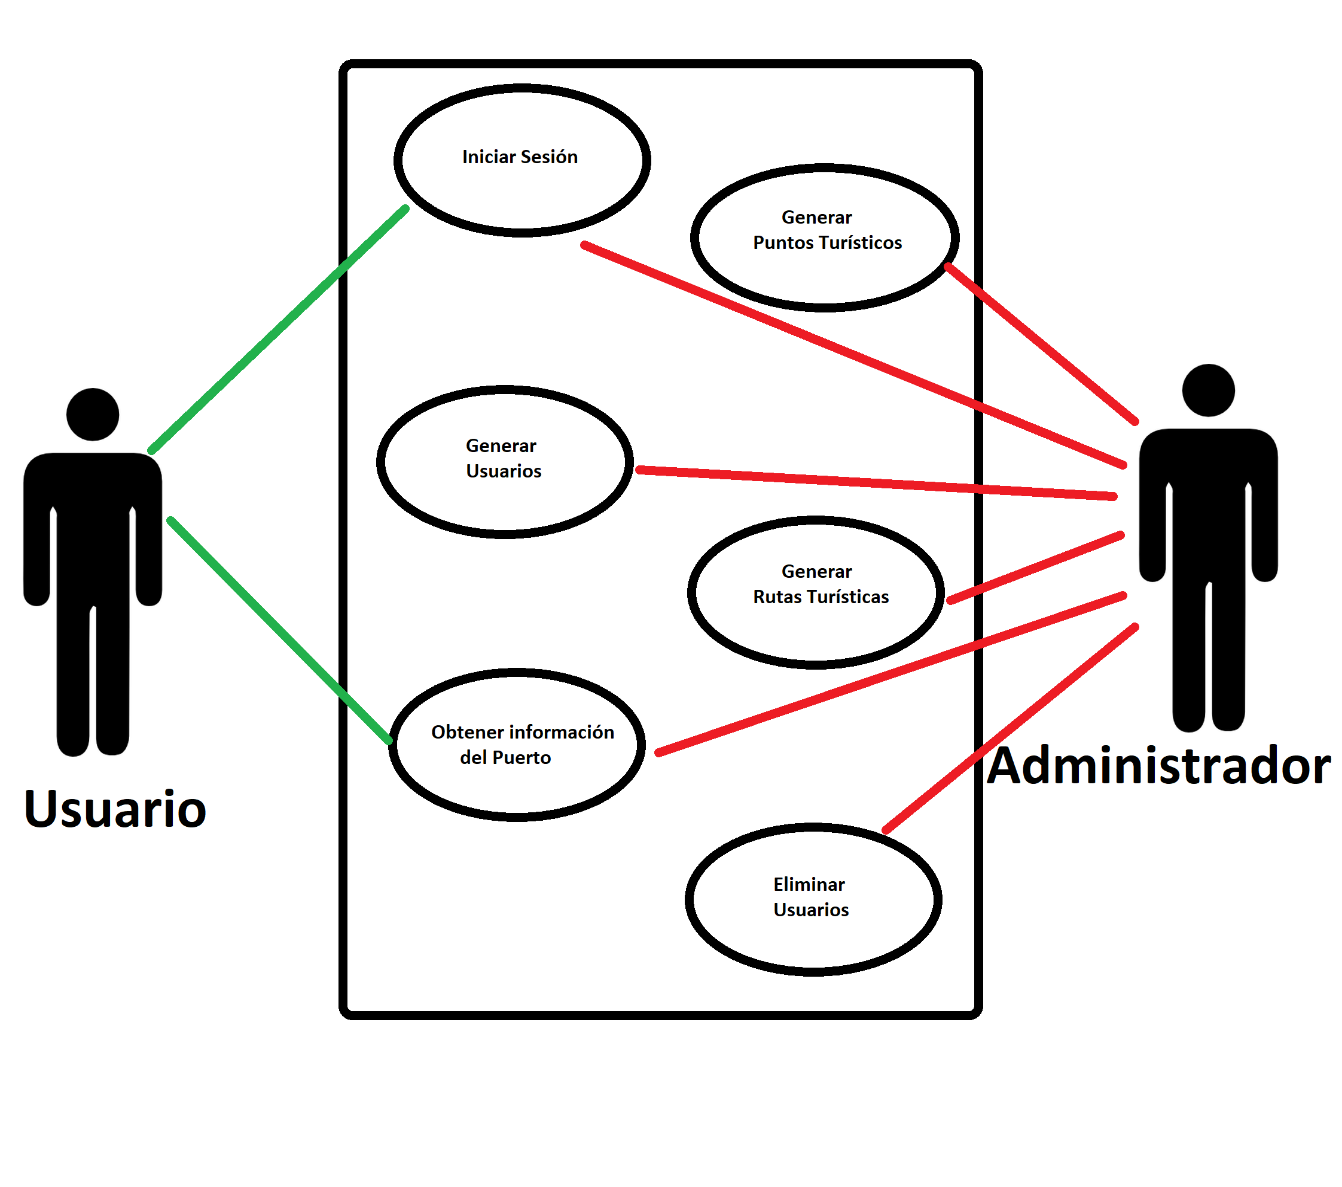 Iniciar Sesión
Generar
Puntos Turísticos
Generar
Usuarios
Generar
Rutas Turísticas
Obtener información
del Puerto
Eliminar
Usuarios
Usuario
Administrador